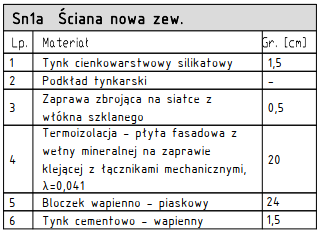 Sn1a Ściana nowa zew.
Lp. Materiał Gr. [cm]
1 Tynk cienkowarstwowy silikatowy 1,5
2 Podkład tynkarski -
3 Zaprawa zbrojąca na siatce z
włókna szklanego 0,5
4 Termoizolacja - płyta fasadowa z
wełny mineralnej na zaprawie
klejącej z łącznikami mechanicznymi,
λ=0,041 20
5 Bloczek wapienno - piaskowy 24
6 Tynk cementowo - wapienny 1,5